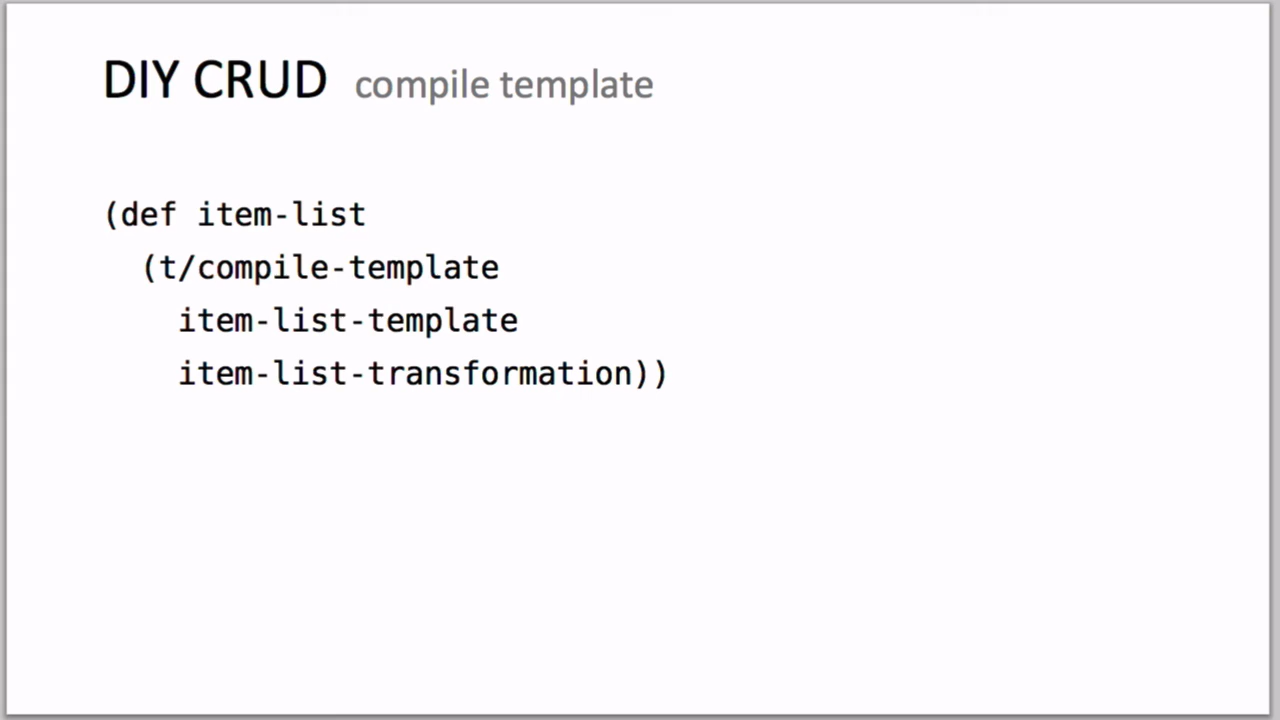 DIY CRUD compile template
(def item-list
(t/compile-template
item-list-template
item-list-transformation))